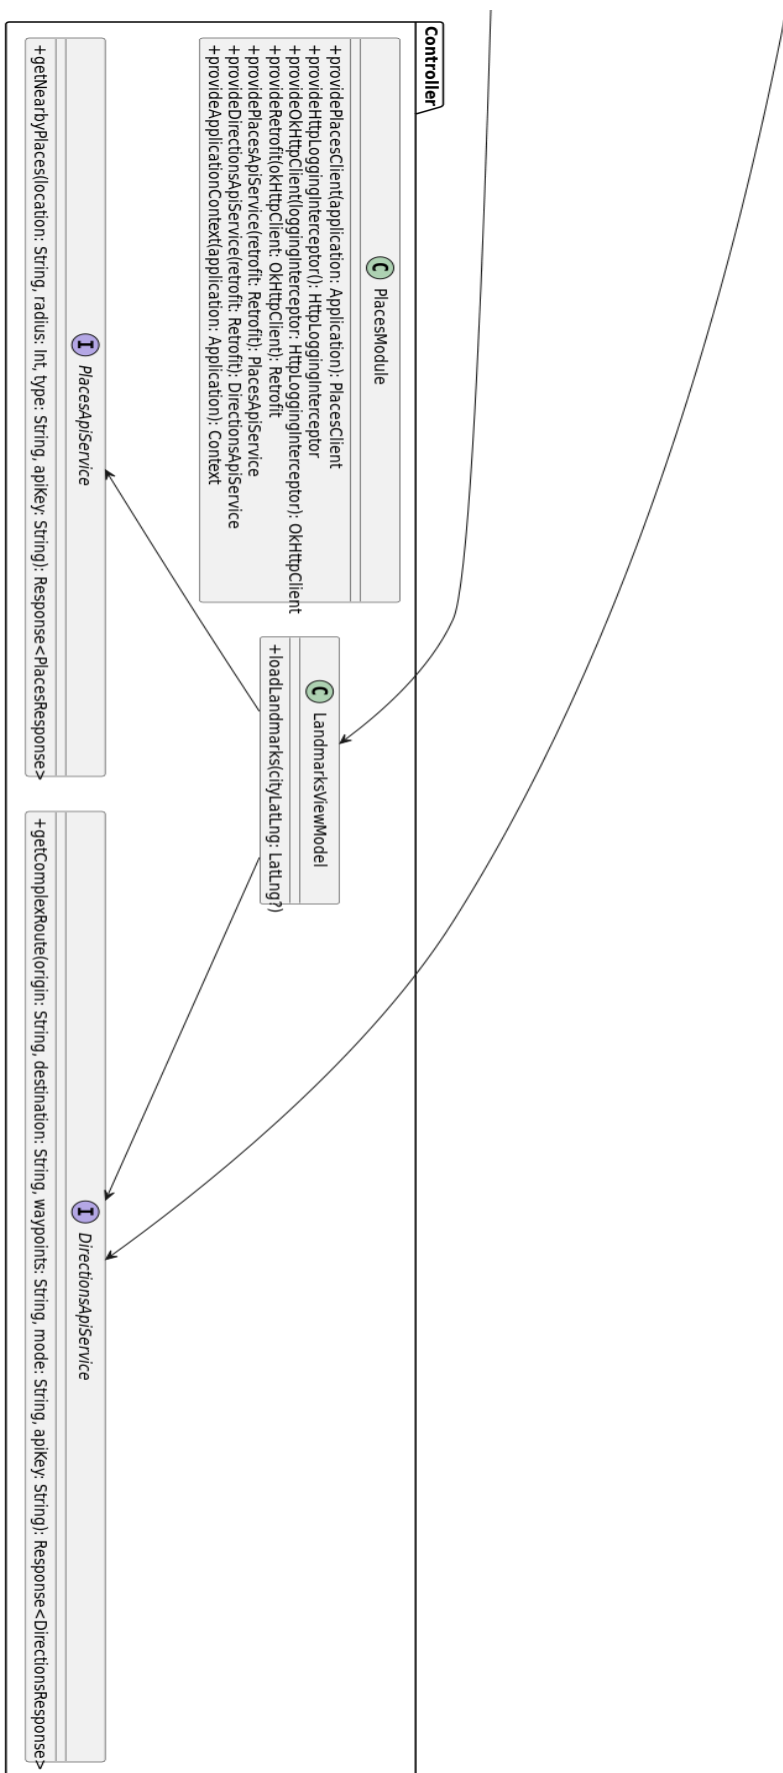 Controller
C PlacesModule
+providePlacesClient(application: Application): PlacesClient
+provideHttpLoggingInterceptor(): HttpLoggingInterceptor
+provideOkHttpClient(loggingInterceptor: HttpLoggingInterceptor): OkHttpClient
+provideRetrofit(okHttpClient: OkHttpClient): Retrofit
+providePlacesApiService(retrofit: Retrofit): PlacesApiService
+provideDirectionsApiService(retrofit: Retrofit): DirectionsApiService
+provideApplicationContext(application: Application): Context
C LandmarksViewModel
+loadLandmarks(cityLatLng: LatLng?)
I PlacesApiService
+getNearbyPlaces(location: String, radius: Int, type: String, apiKey: String): Response<PlacesResponse>
I DirectionsApiService
+getComplexRoute(origin: String, destination: String, waypoints: String, mode: String, apiKey: String): Response<DirectionsResponse>